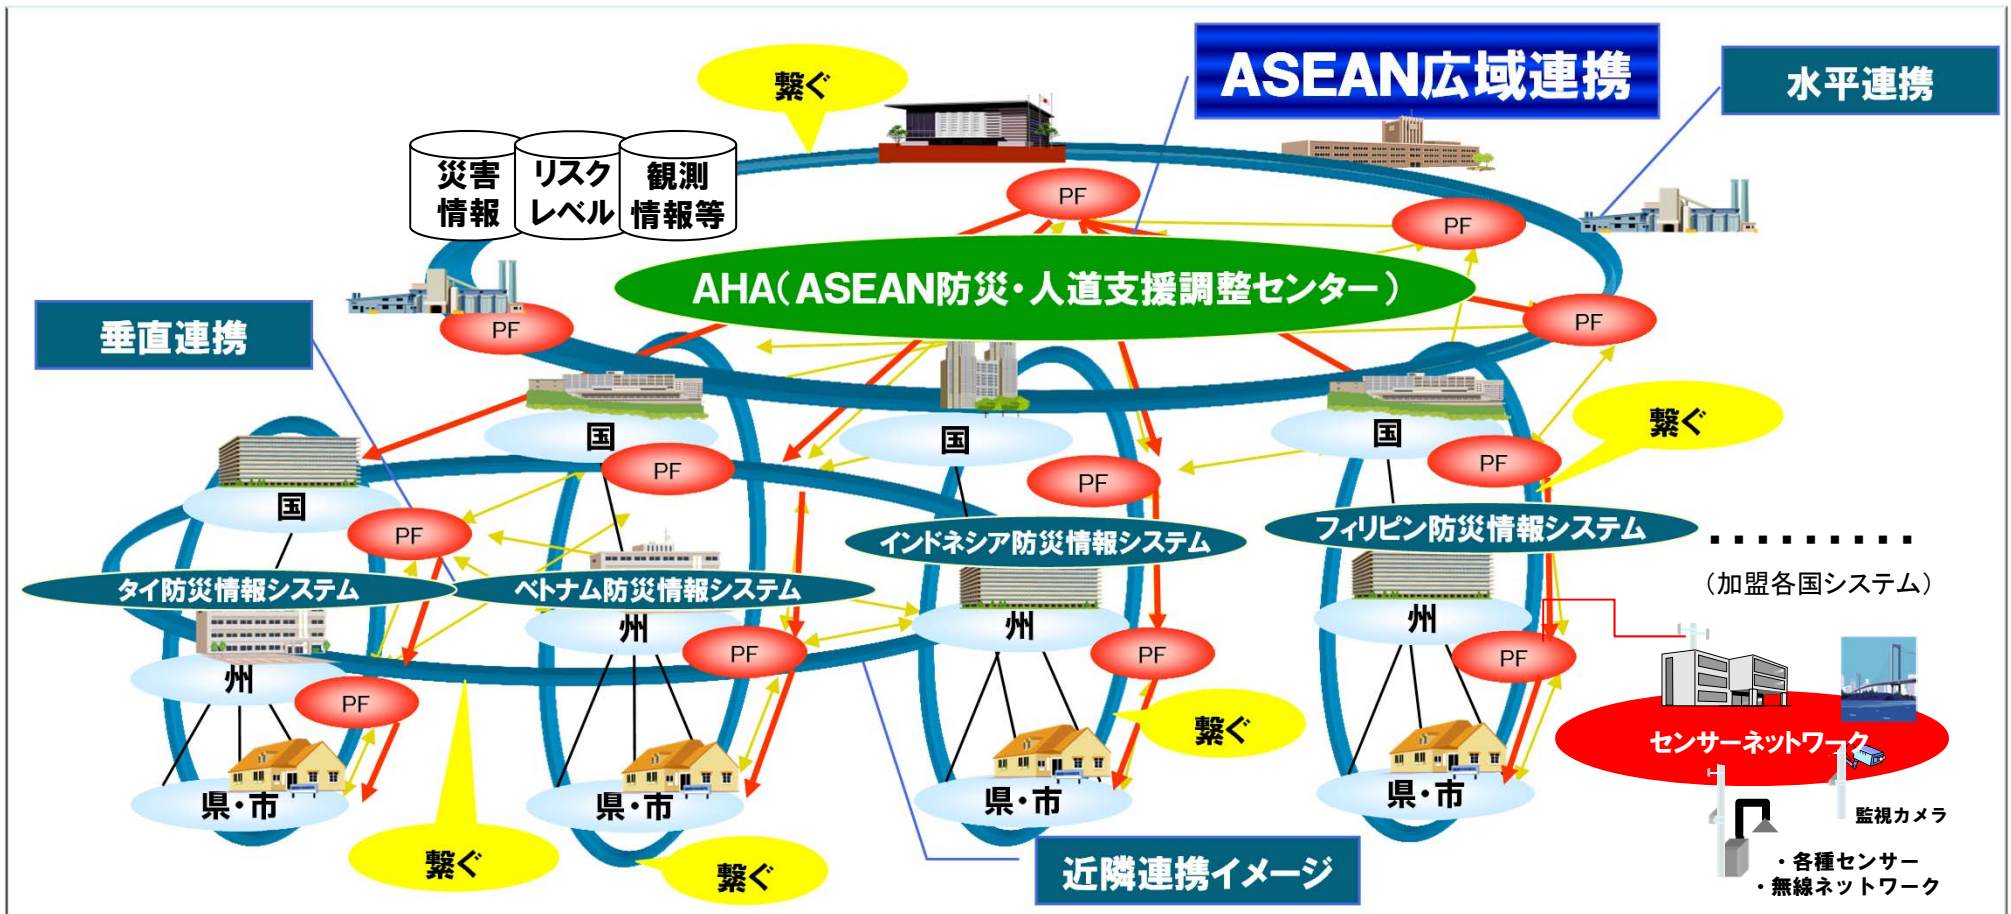 ASEAN広域連携
水平連携
繋ぐ
災害
情報
リスク
レベル
観測
情報等
PF
PF
AHA(ASEAN防災・人道支援調整センター)
PF
PF
垂直連携
国
国
国
国
繋ぐ
PF
PF
PF
PF
タイ防災情報システム
ベトナム防災情報システム
インドネシア防災情報システム
フィリピン防災情報システム
・・・・・・・・・
(加盟各国システム)
州
州
州
州
PF
PF
PF
PF
県・市
県・市
県・市
県・市
繋ぐ
繋ぐ
繋ぐ
近隣連携イメージ
センサーネットワーク
監視カメラ
・各種センサー
・無線ネットワーク